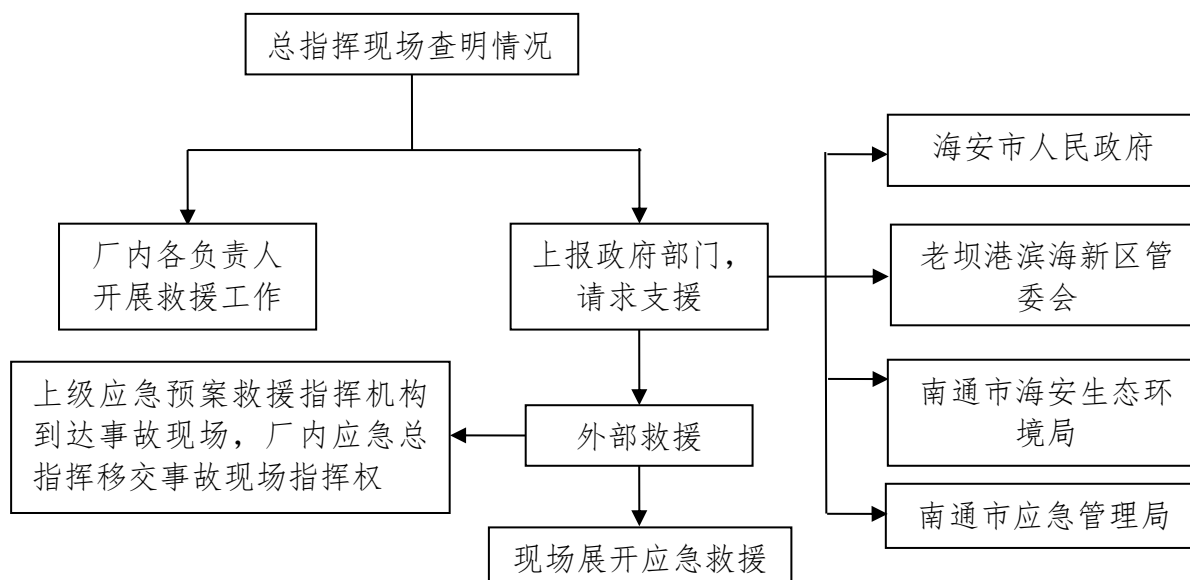 总指挥现场查明情况
海安市人民政府
厂内各负责人
开展救援工作
上报政府部门，
请求支援
老坝港滨海新区管
委会
上级应急预案救援指挥机构
到达事故现场，厂内应急总
指挥移交事故现场指挥权
外部救援
南通市海安生态环
境局
南通市应急管理局
现场展开应急救援